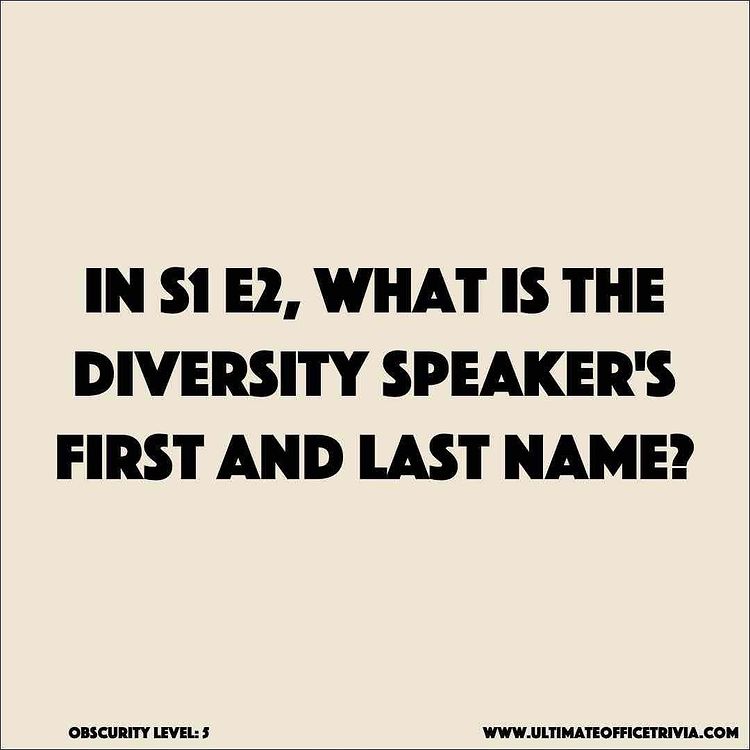 IN S1 E2, WHAT IS THE
DIVERSITY SPEAKER'S
FIRST AND LAST NAME?
OBSCURITY LEVEL: 5
WWW.ULTIMATEOFFICETRIVIA.COM